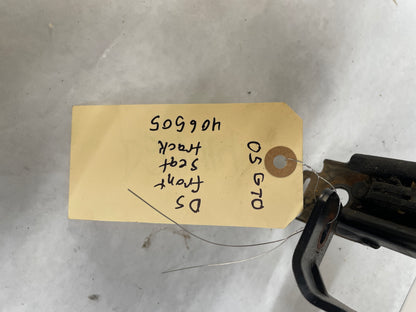 05 GTO
DS
front
seat
track
406505